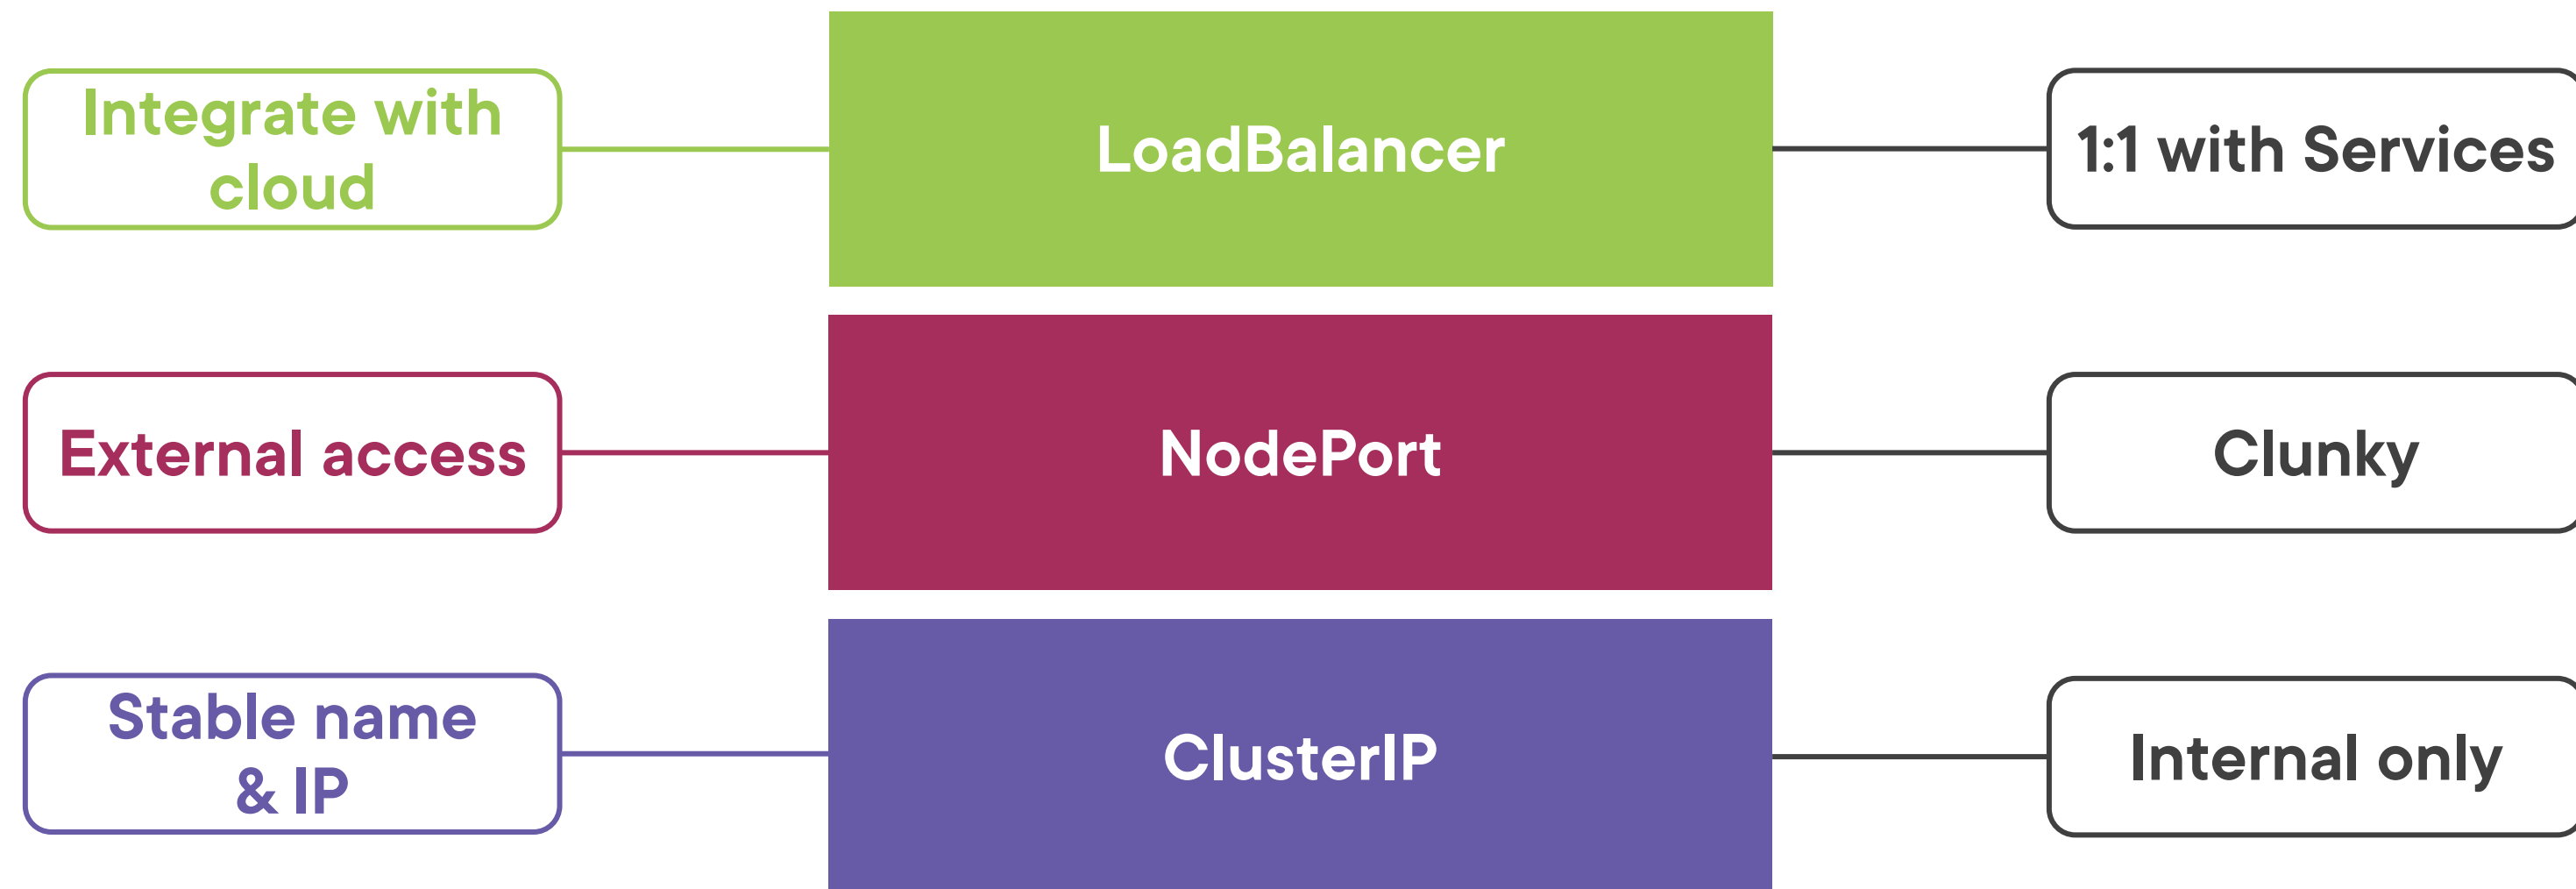 Integrate with
cloud
LoadBalancer
1:1 with Services
External access
NodePort
Clunky
Stable name
& IP
ClusterIP
Internal only